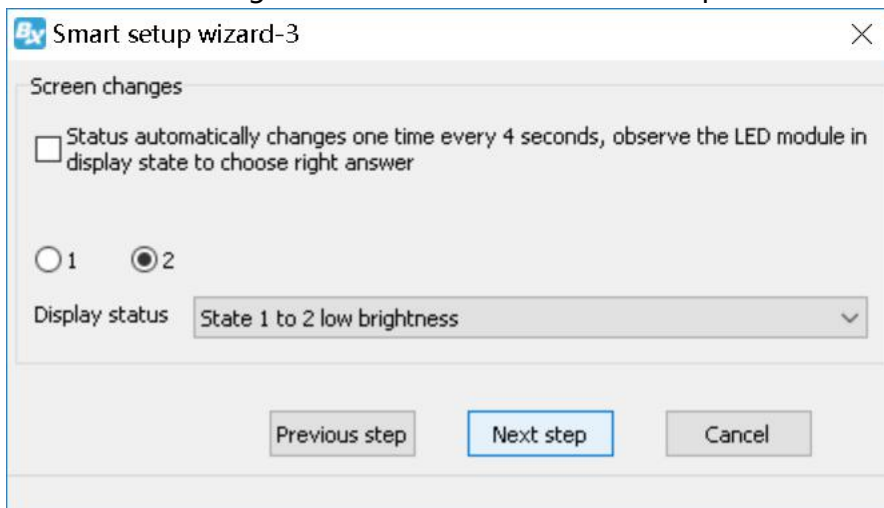 BX Smart setup wizard-3
Screen changes
Status automatically changes one time every 4 seconds, observe the LED module in
display state to choose right answer
1 2
Display status State 1 to 2 low brightness
Previous step Next step Cancel